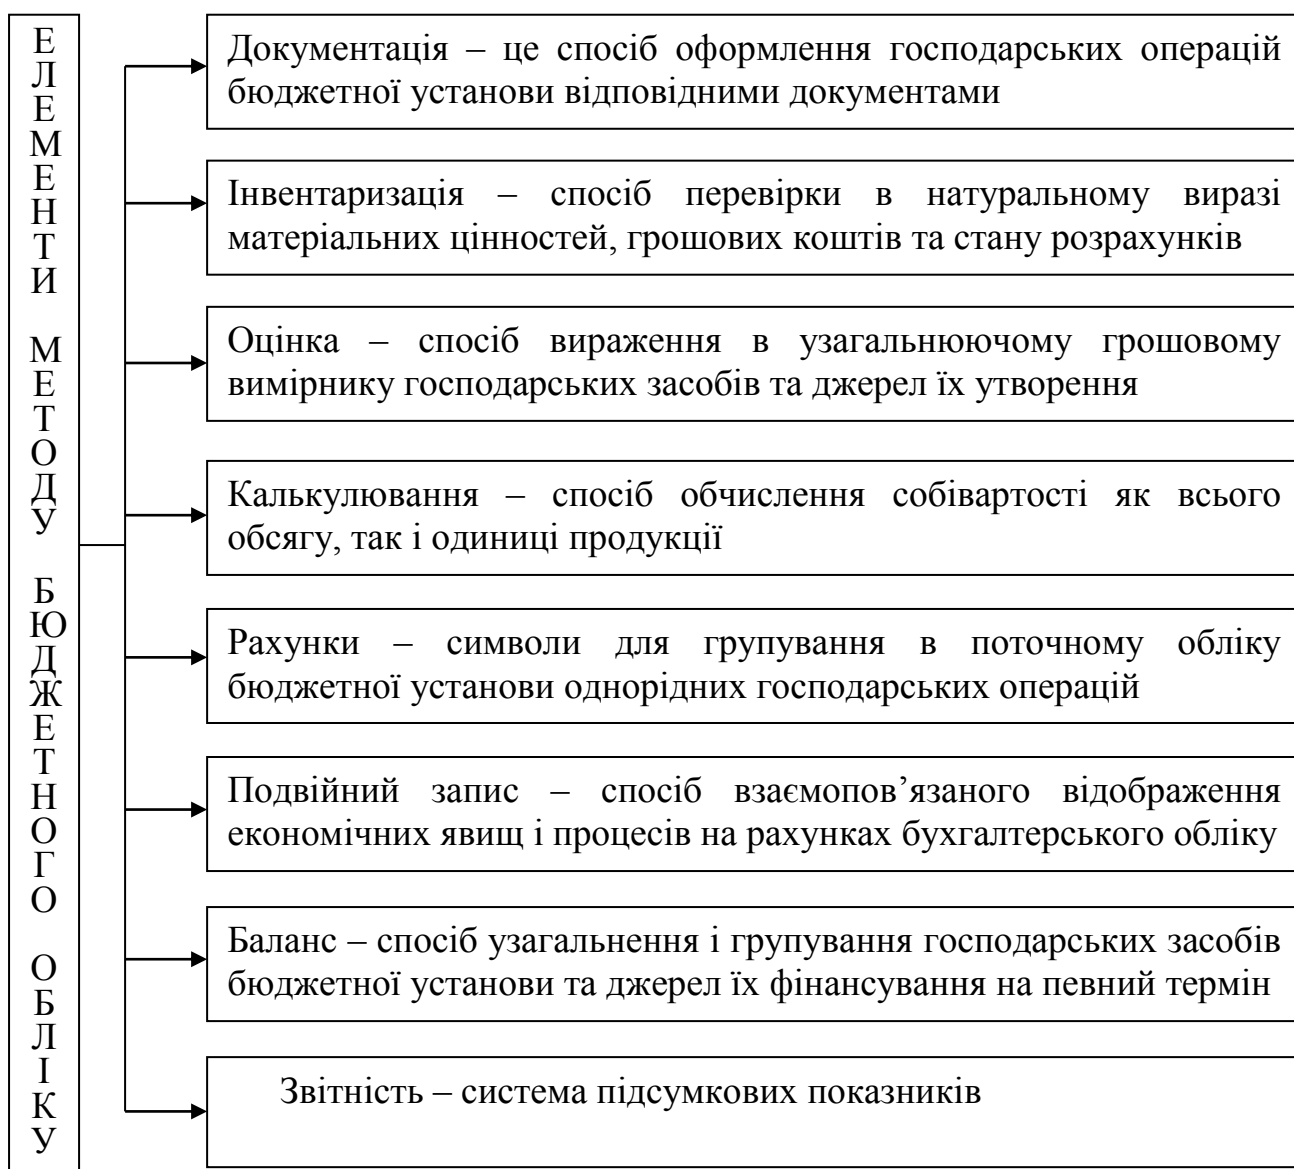 ЕЛЕМЕНТИ МЕТОДУ БЮДЖЕТНОГО ОБЛІКУ
Документація – це спосіб оформлення господарських операцій
бюджетної установи відповідними документами
Інвентаризація – спосіб перевірки в натуральному виразі
матеріальних цінностей, грошових коштів та стану розрахунків
Оцінка – спосіб вираження в узагальнюючому грошовому
вимірнику господарських засобів та джерел їх утворення
Калькулювання – спосіб обчислення собівартості як всього
обсягу, так і одиниці продукції
Рахунки – символи для групування в поточному обліку
бюджетної установи однорідних господарських операцій
Подвійний запис – спосіб взаємопов’язаного відображення
економічних явищ і процесів на рахунках бухгалтерського обліку
Баланс – спосіб узагальнення і групування господарських засобів
бюджетної установи та джерел їх фінансування на певний термін
Звітність – система підсумкових показників